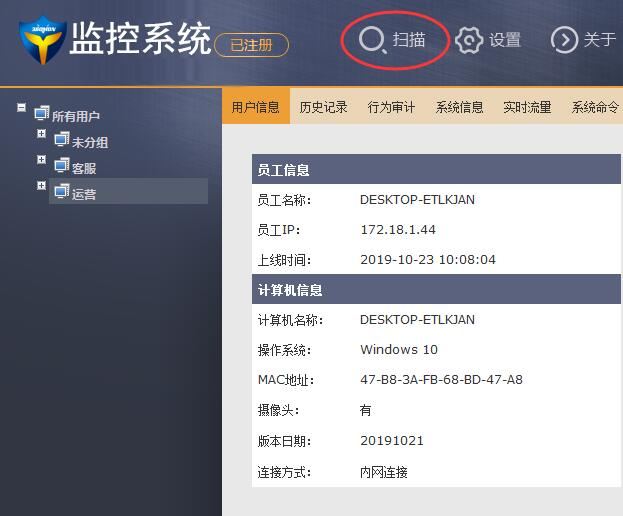 监控系统 已注册 扫描 设置 关于
所有用户
未分组
客服
运营
用户信息 历史记录 行为审计 系统信息 实时流量 系统命令
员工信息
员工名称: DESKTOP-ETLKJAN
员工IP: 172.18.1.44
上线时间: 2019-10-23 10:08:04
计算机信息
计算机名称: DESKTOP-ETLKJAN
操作系统: Windows 10
MAC地址: 47-B8-3A-FB-68-BD-47-A8
摄像头: 有
版本日期: 20191021
连接方式: 内网连接